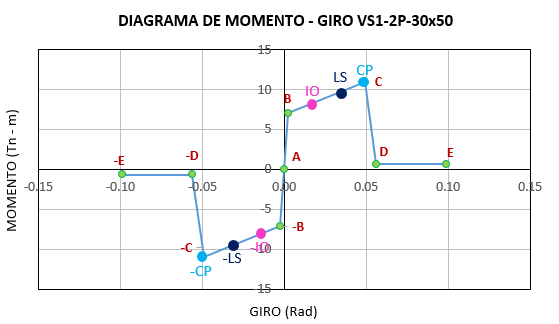 DIAGRAMA DE MOMENTO - GIRO VS1-2P-30x50
MOMENTO (Tn - m)
15
10
5
0
-5
-10
-15
-0.15
-0.10
-0.05
0.00
0.05
0.10
0.15
CP
LS
C
IO
B
A
D
E
-E
-D
-B
-IO
-C
-LS
-CP
GIRO (Rad)